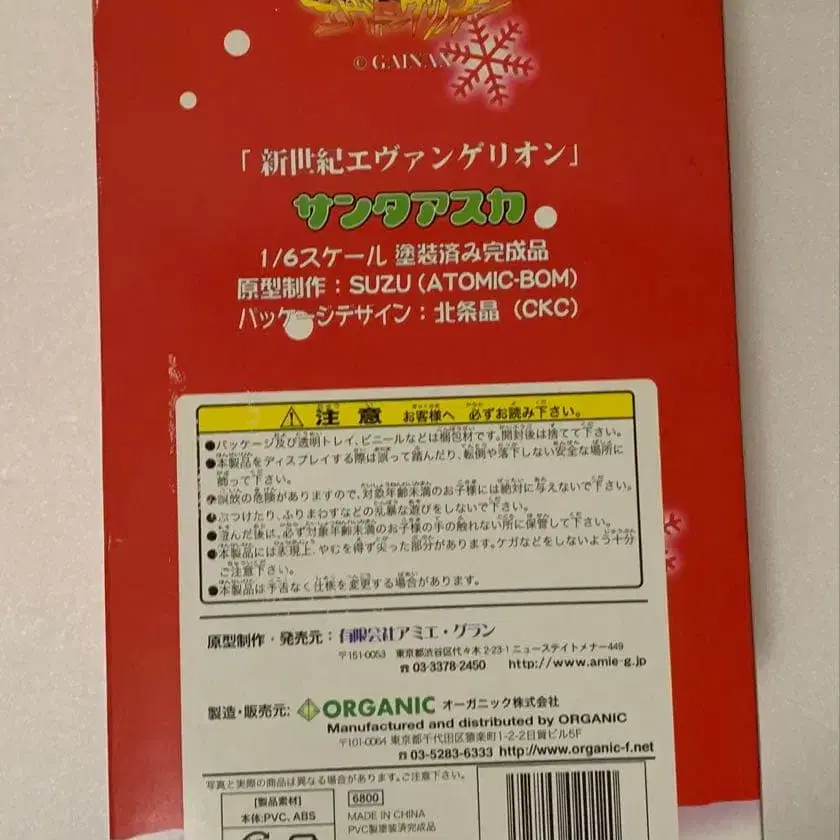 © GAINAX
「新世紀エヴァンゲリオン」
サンタアスカ
1/6スケール 塗装済み完成品
原型制作：SUZU（ATOMIC-BOM）
パッケージデザイン：北条晶（CKC）
注意 お客様へ 必ずお読み下さい。
●パッケージ及び透明トレイ、ビニールなどは梱包材です。開封後は捨てて下さい。
●本製品をディスプレイする際は誤って踏んだり、転倒や落下しない安全な場所に
飾って下さい。
●誤飲の危険がありますので、対象年齢未満のお子様には絶対に与えないで下さい。
●ぶつけたり、ふりまわすなどの乱暴な遊びをしないで下さい。
●遊んだ後は、必ず対象年齢未満のお子様の手の触れない所に保管して下さい。
●本製品には表現上、やむを得ず尖った部分があります。ケガなどをしないよう十分
ご注意下さい。
●本製品は予告なく仕様を変更する場合があります。
原型制作・発売元：有限会社アミエ・グラン
〒151-0053 東京都渋谷区代々木2-23-1ニューステイトメナー449
☎03-3378-2450 http://www.amie-g.jp
製造・販売元：ORGANIC オーガニック株式会社
Manufactured and distributed by ORGANIC
〒101-0064 東京都千代田区猿楽町1-2-2日貿ビル5F
☎03-5283-6333 http://www.organic-f.net
写真と実際の商品は異なる場合があります。ご注意下さい。
【製品素材】
本体:PVC、ABS
6800
MADE IN CHINA
PVC製塗装済完成品